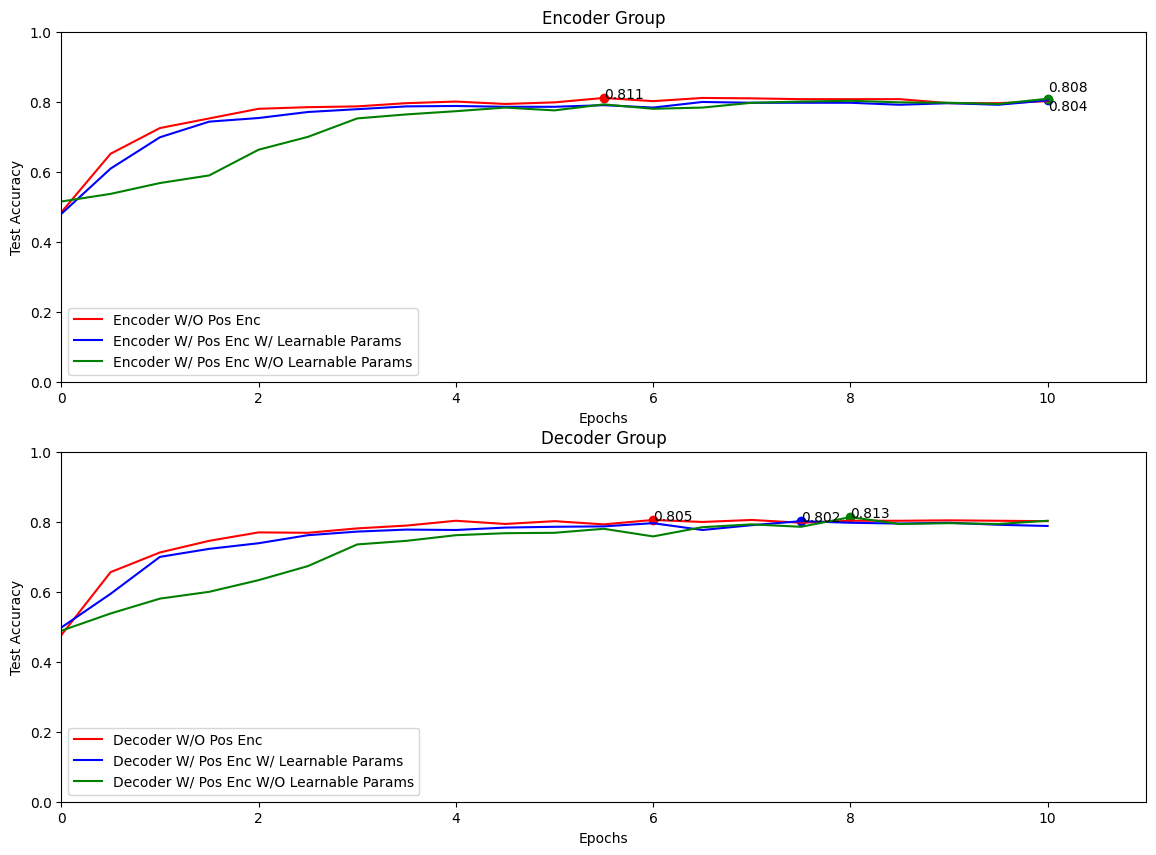 Encoder Group
1.0
0.8
0.6
0.4
0.2
0.0
Test Accuracy
0.811
0.808
0.804
Encoder W/O Pos Enc
Encoder W/ Pos Enc W/ Learnable Params
Encoder W/ Pos Enc W/O Learnable Params
0 2 4 6 8 10
Epochs
Decoder Group
1.0
0.8
0.6
0.4
0.2
0.0
Test Accuracy
0.805
0.802
0.813
Decoder W/O Pos Enc
Decoder W/ Pos Enc W/ Learnable Params
Decoder W/ Pos Enc W/O Learnable Params
0 2 4 6 8 10
Epochs